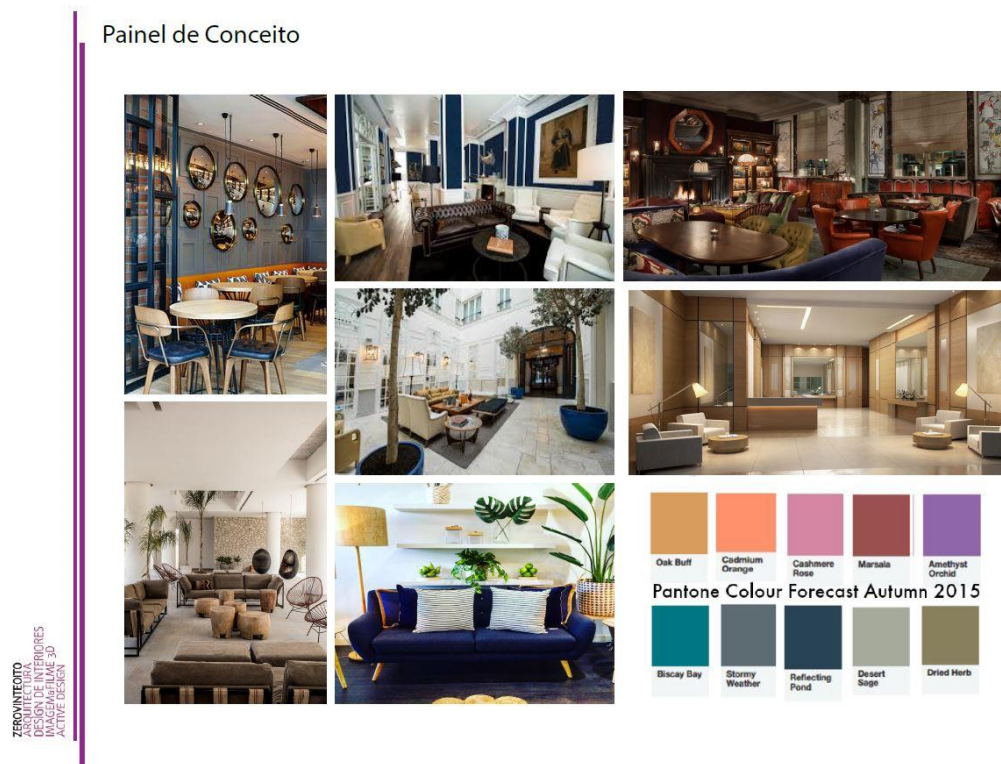 Painel de Conceito
Oak Buff
Cadmium
Orange
Cashmere
Rose
Marsala
Amethyst
Orchid
Pantone Colour Forecast Autumn 2015
Biscay Bay
Stormy
Weather
Reflecting
Pond
Desert
Sage
Dried Herb
ZEROVINTEOITO
ARQUITECTURA
DESIGN DE INTERIORES
IMAGEM&FILME 3D
ACTIVE DESIGN